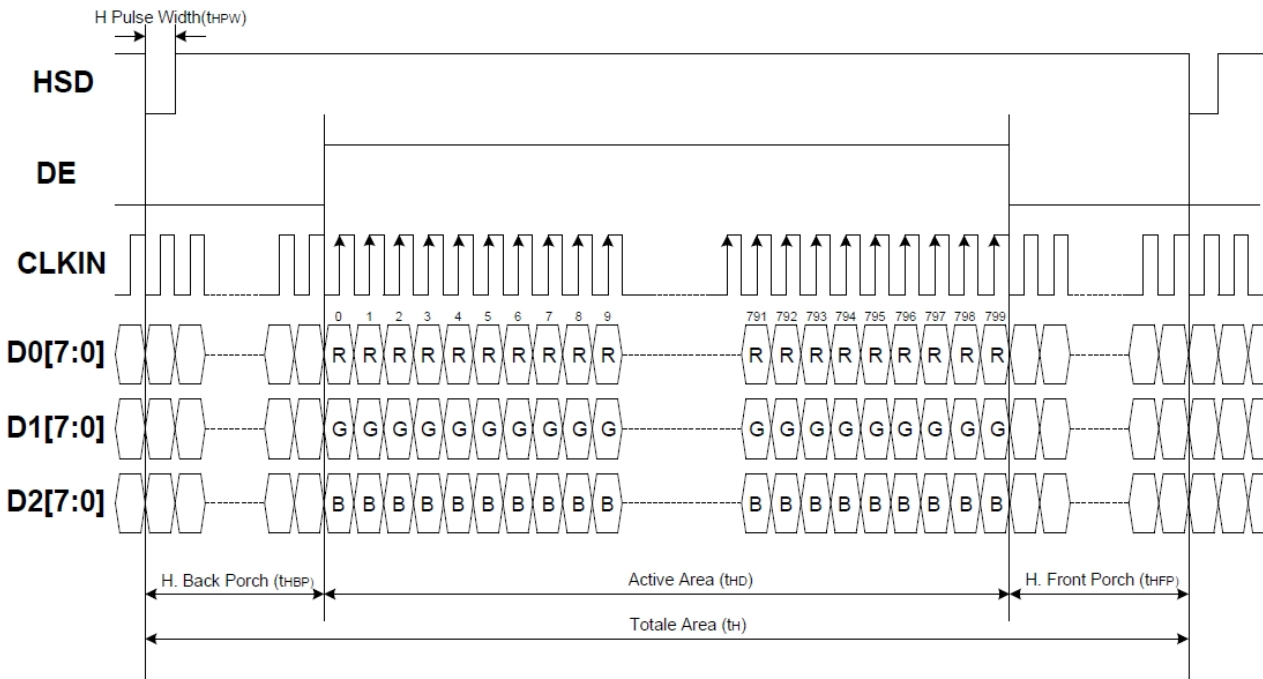 H Pulse Width(tHPW)
HSD
DE
CLKIN
0 1 2 3 4 5 6 7 8 9 791 792 793 794 795 796 797 798 799
D0[7:0] R R R R R R R R R R R R R R R R R R R
D1[7:0] G G G G G G G G G G G G G G G G G G G
D2[7:0] B B B B B B B B B B B B B B B B B B B
H. Back Porch (tHBP) Active Area (tHD) H. Front Porch (tHFP)
Totale Area (tH)